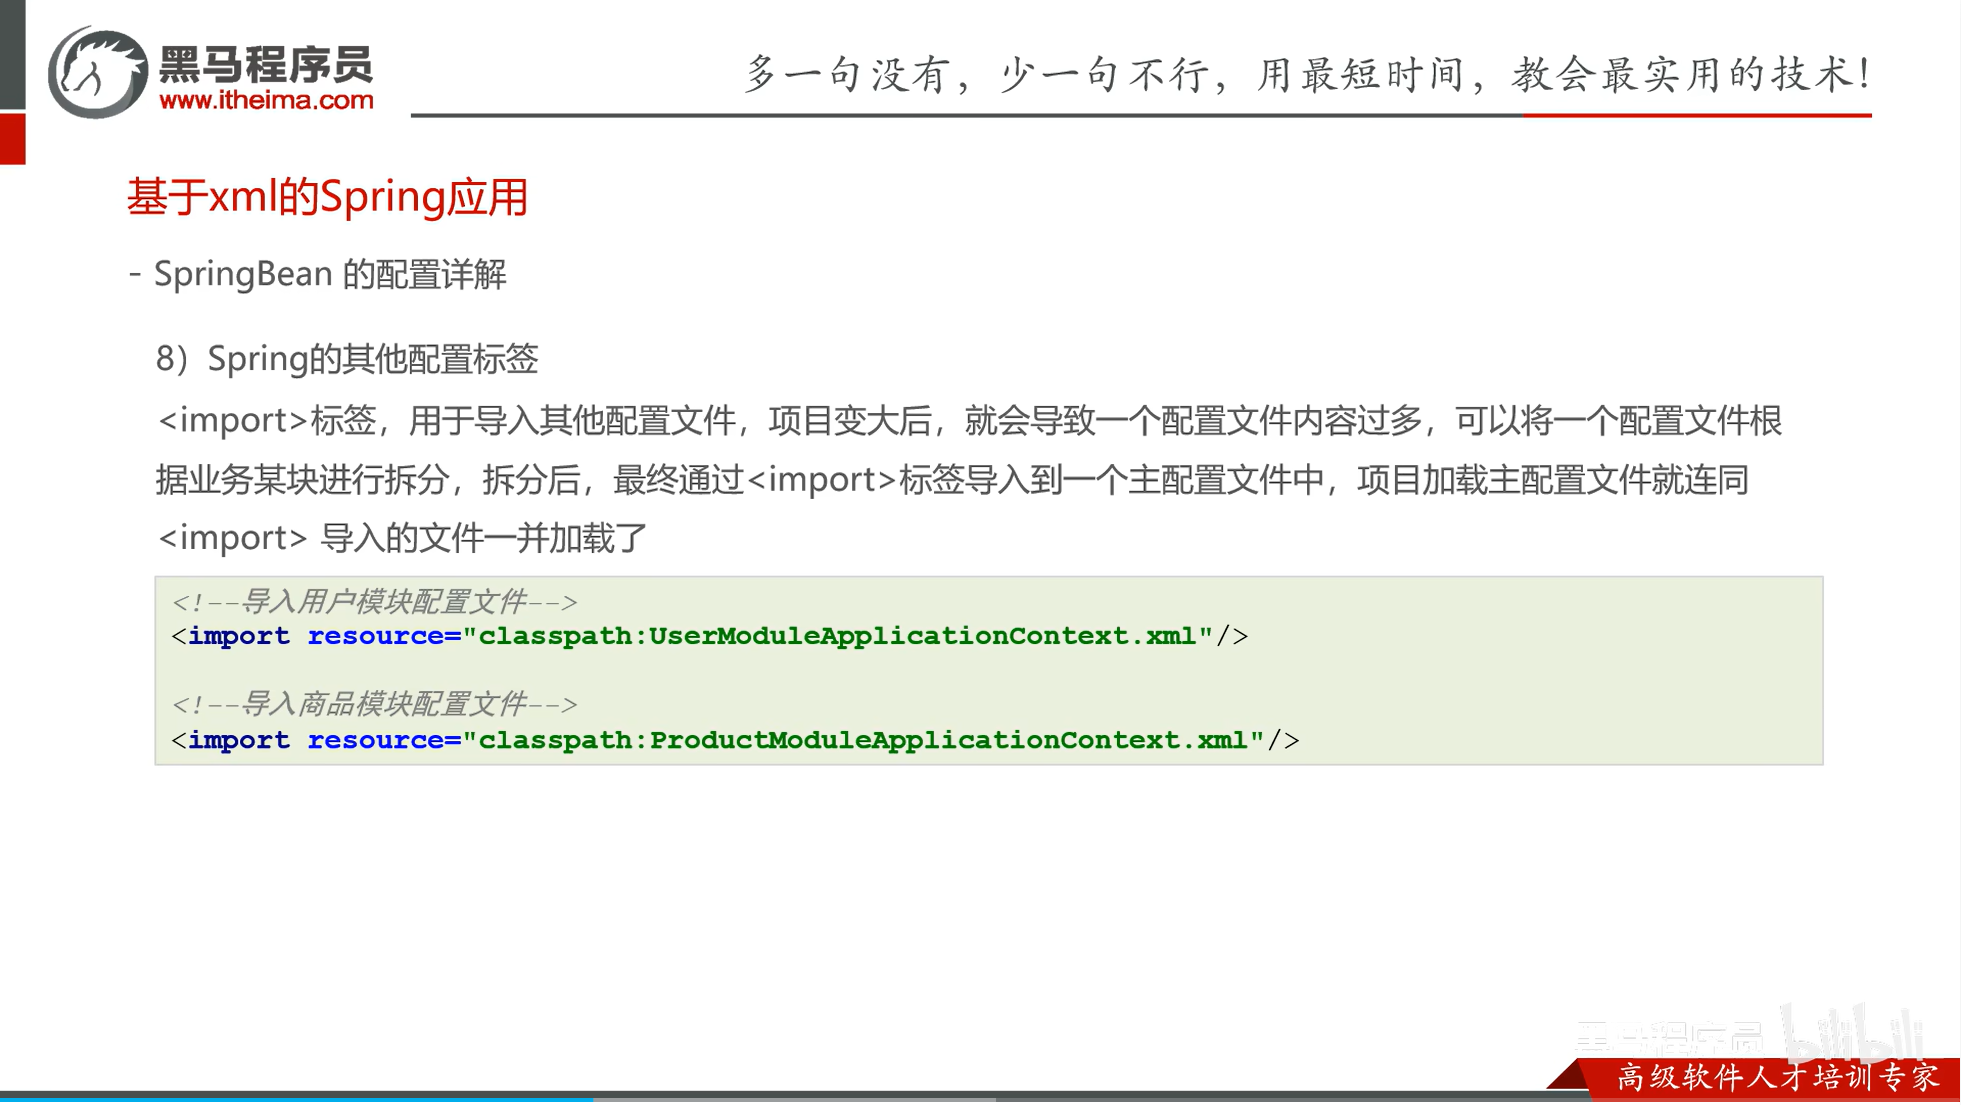 黑马程序员
www.itheima.com
多一句没有，少一句不行，用最短时间，教会最实用的技术！
基于xml的Spring应用
- SpringBean 的配置详解
8）Spring的其他配置标签
<import>标签，用于导入其他配置文件，项目变大后，就会导致一个配置文件内容过多，可以将一个配置文件根
据业务某块进行拆分，拆分后，最终通过<import>标签导入到一个主配置文件中，项目加载主配置文件就连同
<import> 导入的文件一并加载了
<!--导入用户模块配置文件-->
<import resource="classpath:UserModuleApplicationContext.xml"/>
<!--导入商品模块配置文件-->
<import resource="classpath:ProductModuleApplicationContext.xml"/>
黑马程序员 bilibili
高级软件人才培训专家